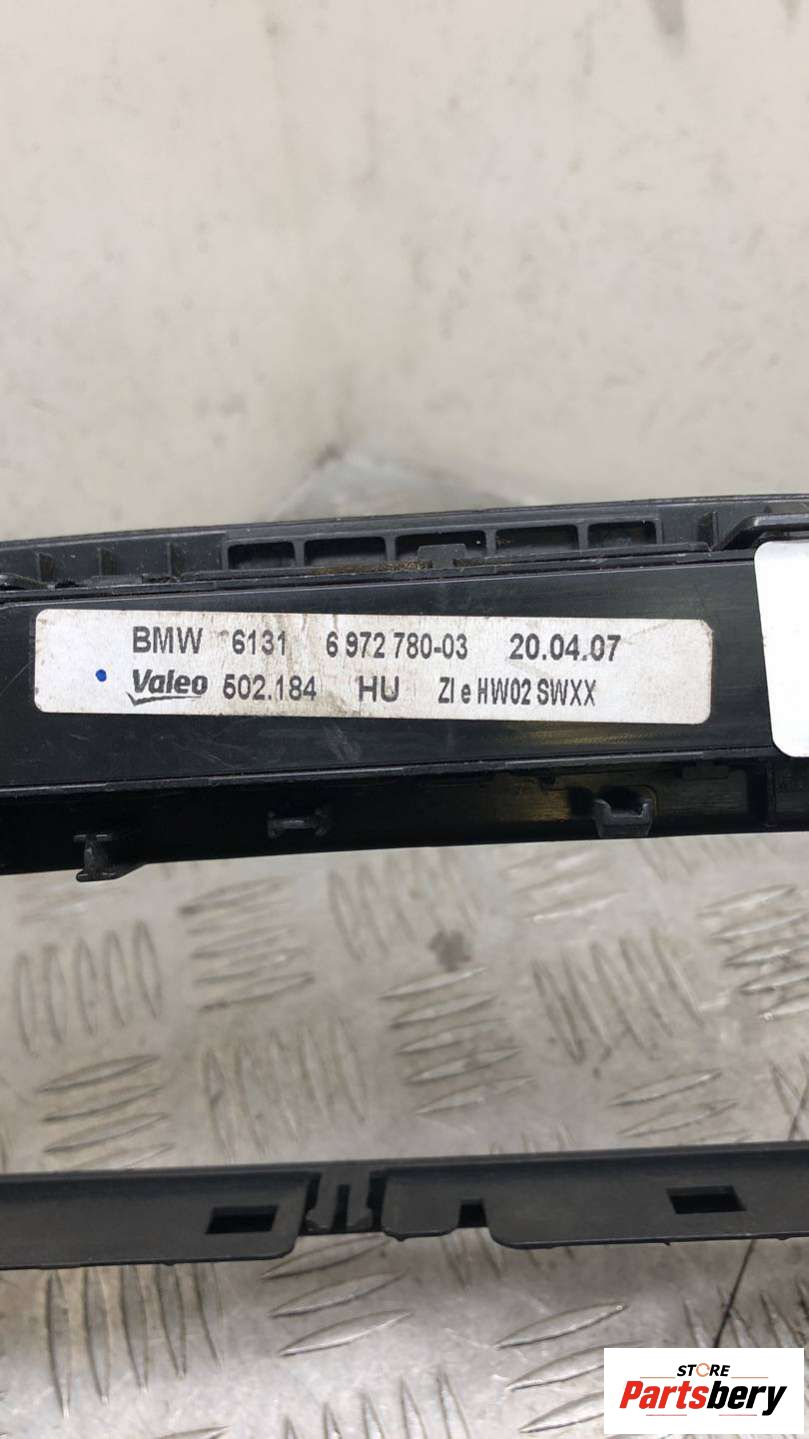 BMW 6131 6 972 780-03 20.04.07
Valeo 502.184 HU ZI e HW02 SWXX
STORE
Partsbery